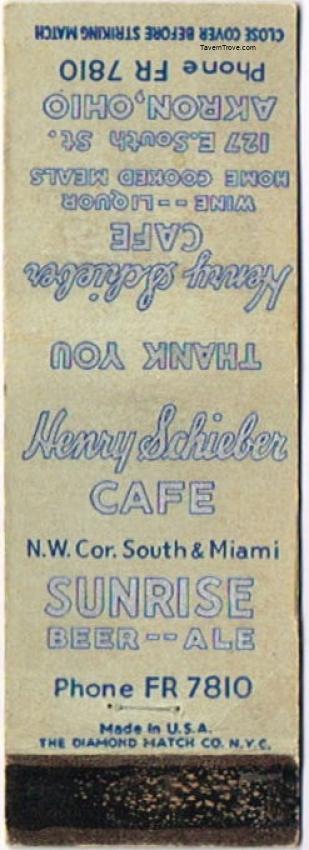 CLOSE COVER BEFORE STRIKING MATCH
TavernTrove.com
Phone FR 7810
AKRON, OHIO
127 E. South St.
HOME COOKED MEALS
WINE -- LIQUOR
CAFE
Henry Schieber
THANK YOU
Henry Schieber
CAFE
N.W. Cor. South & Miami
SUNRISE
BEER -- ALE
Phone FR 7810
Made in U.S.A.
THE DIAMOND MATCH CO. N.Y.C.